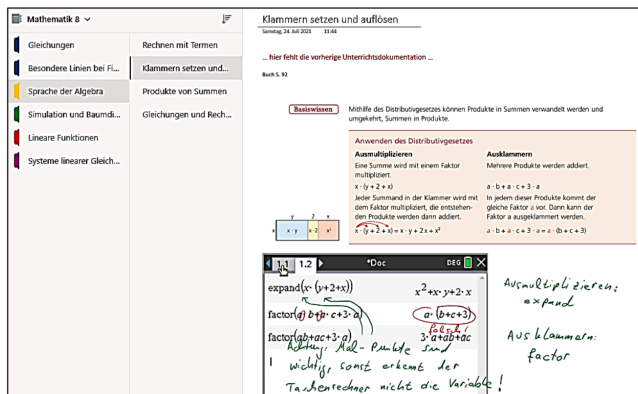 Mathematik 8
Gleichungen
Besondere Linien bei Fi...
Sprache der Algebra
Simulation und Baumdi...
Lineare Funktionen
Systeme linearer Gleich...
Rechnen mit Termen
Klammern setzen und...
Produkte von Summen
Gleichungen und Rech...
Klammern setzen und auflösen
Samstag, 24. Juli 2021 11:44
... hier fehlt die vorherige Unterrichtsdokumentation ...
Buch S. 92
Basiswissen
Mithilfe des Distributivgesetzes können Produkte in Summen verwandelt werden und
umgekehrt, Summen in Produkte.
Anwenden des Distributivgesetzes
Ausmultiplizieren
Eine Summe wird mit einem Faktor
multipliziert.
x · (y + 2 + x)
Jeder Summand in der Klammer wird mit
dem Faktor multipliziert, die entstehen-
den Produkte werden dann addiert.
x · (y + 2 + x) = x · y + 2x + x²
Ausklammern
Mehrere Produkte werden addiert.
a · b + a · c + 3 · a
In jedem dieser Produkte kommt der
gleiche Faktor a vor. Dann kann der
Faktor a ausgeklammert werden.
a · b + a · c + 3 · a = a · (b + c + 3)
y 2 x
x x · y x · 2 x²
1.1 1.2 *Doc DEG
expand(x· (y+2+x)) x²+x· y+2· x
factor(a· b+a· c+3· a) a· (b+c+3)
falsch!
factor(ab+ac+3· a) 3· a+ab+ac
Achtung: Mal-Punkte sind
wichtig, sonst erkennt der
Taschenrechner nicht die Variable!
Ausmultiplizieren:
expand
Ausklammern:
factor